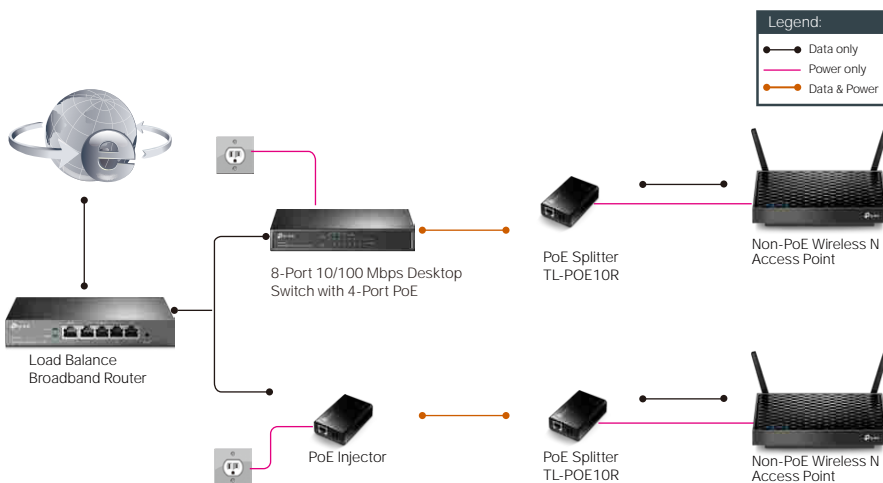 Legend:
Data only
Power only
Data & Power
e
8-Port 10/100 Mbps Desktop
Switch with 4-Port PoE
PoE Splitter
TL-POE10R
Non-PoE Wireless N
Access Point
Load Balance
Broadband Router
PoE Injector
PoE Splitter
TL-POE10R
Non-PoE Wireless N
Access Point